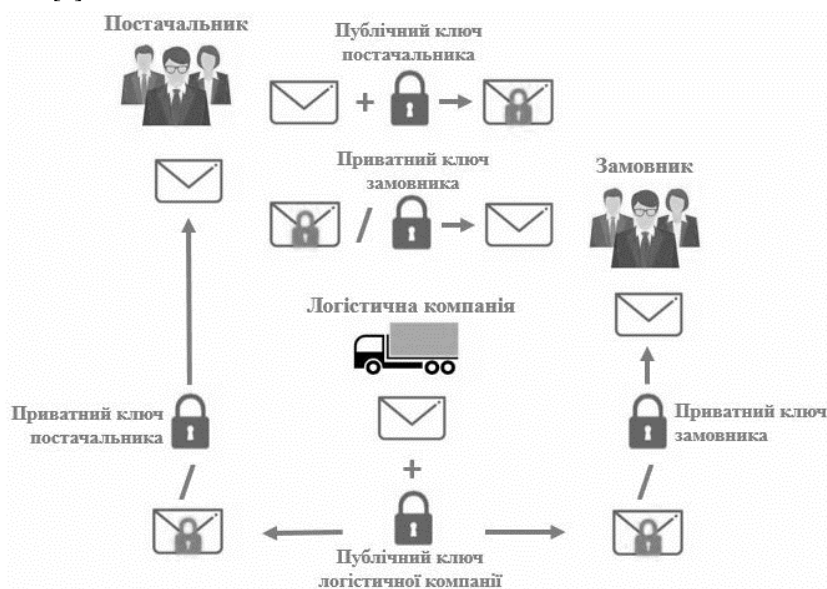 Постачальник
Публічний ключ
постачальника
Приватний ключ
замовника
Замовник
Логістична компанія
Приватний ключ
постачальника
Приватний ключ
замовника
Публічний ключ
логістичної компанії